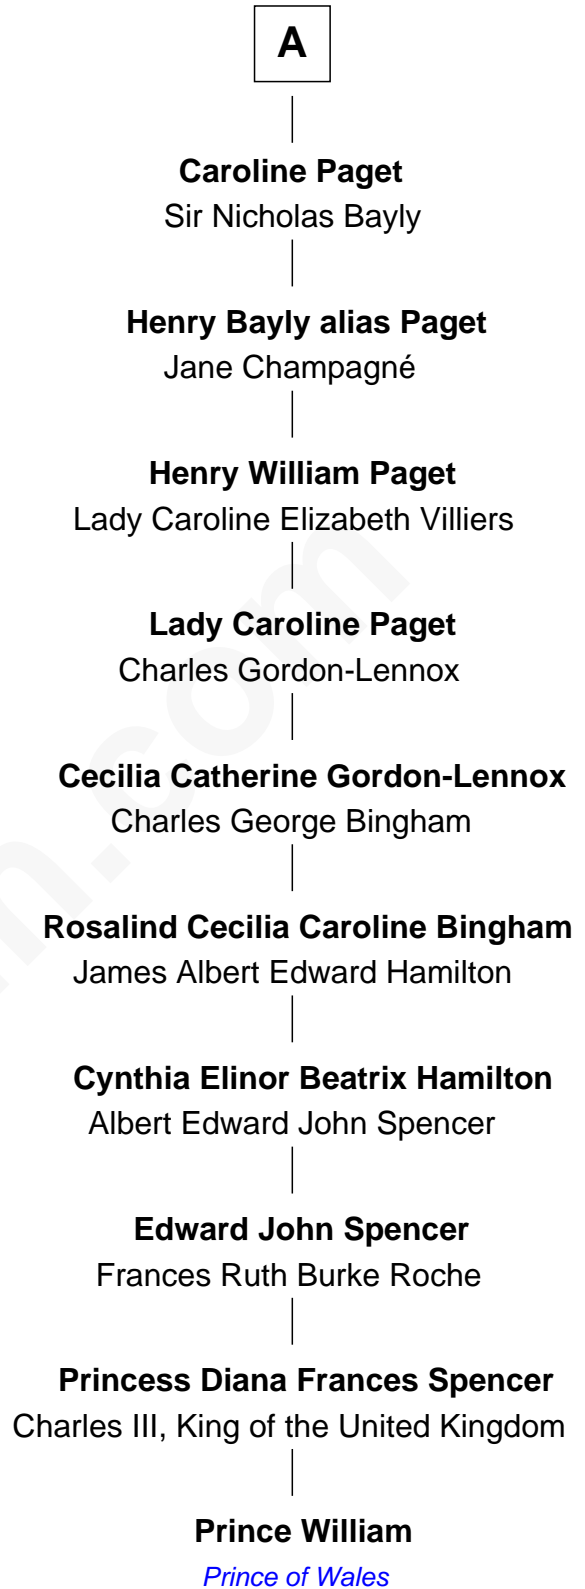 A
Caroline Paget
Sir Nicholas Bayly
Henry Bayly alias Paget
Jane Champagné
Henry William Paget
Lady Caroline Elizabeth Villiers
Lady Caroline Paget
Charles Gordon-Lennox
Cecilia Catherine Gordon-Lennox
Charles George Bingham
Rosalind Cecilia Caroline Bingham
James Albert Edward Hamilton
Cynthia Elinor Beatrix Hamilton
Albert Edward John Spencer
Edward John Spencer
Frances Ruth Burke Roche
Princess Diana Frances Spencer
Charles III, King of the United Kingdom
Prince William
Prince of Wales